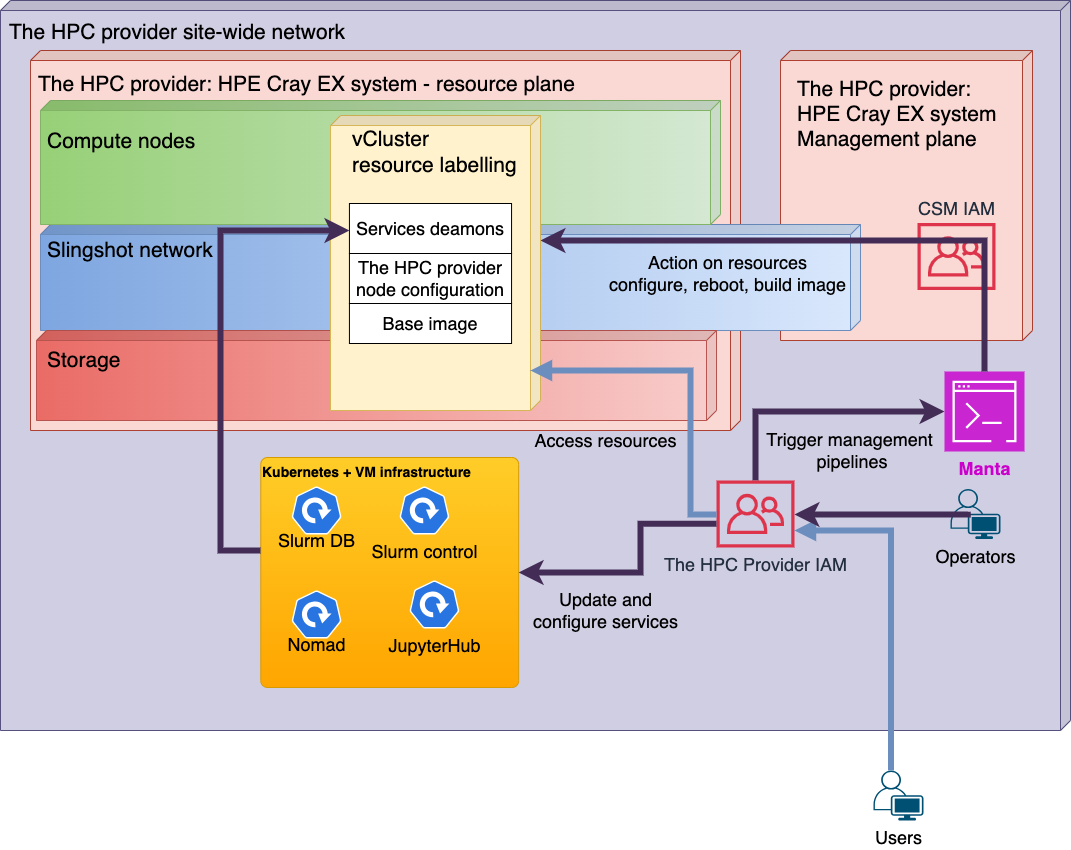 The HPC provider site-wide network
The HPC provider: HPE Cray EX system - resource plane
The HPC provider:
HPE Cray EX system
Management plane
Compute nodes
vCluster
resource labelling
CSM IAM
Services deamons
Slingshot network
The HPC provider
node configuration
Action on resources
configure, reboot, build image
Base image
Storage
Access resources
Trigger management
pipelines
Manta
Kubernetes + VM infrastructure
Slurm DB
Slurm control
Operators
The HPC Provider IAM
Update and
configure services
Nomad
JupyterHub
Users